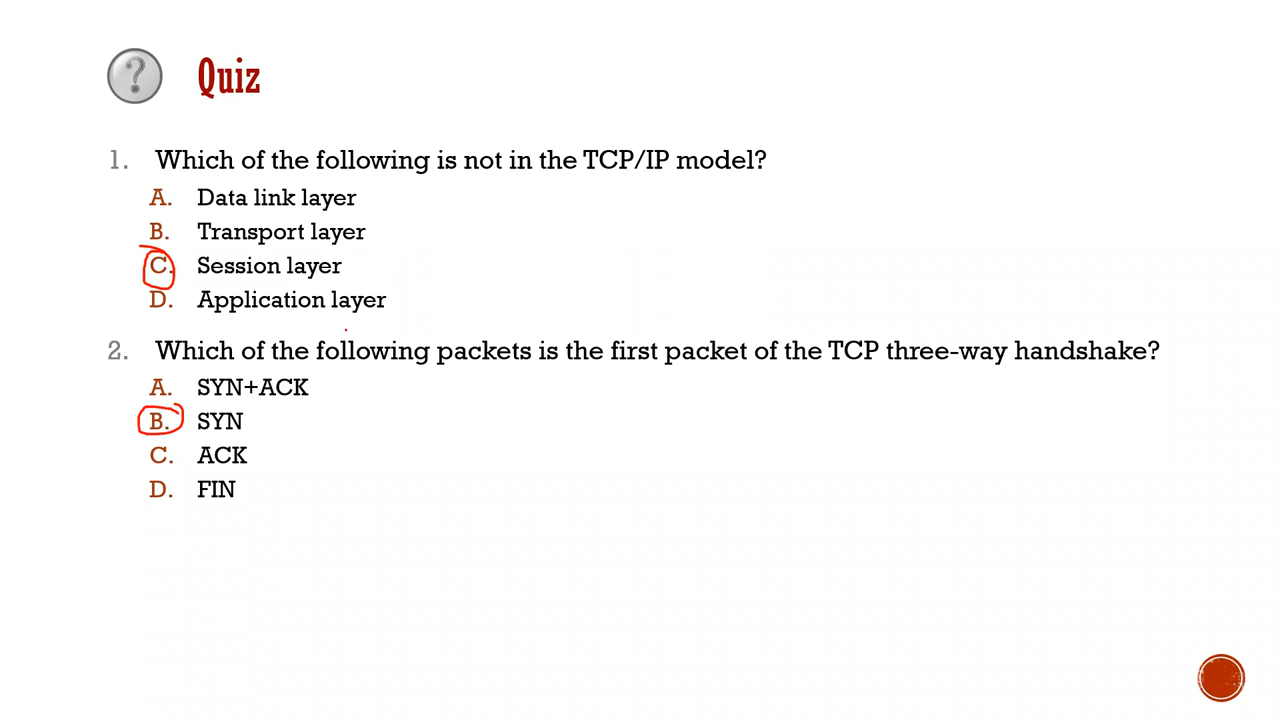 ?
Quiz
1. Which of the following is not in the TCP/IP model?
A. Data link layer
B. Transport layer
C. Session layer
D. Application layer
2. Which of the following packets is the first packet of the TCP three-way handshake?
A. SYN+ACK
B. SYN
C. ACK
D. FIN